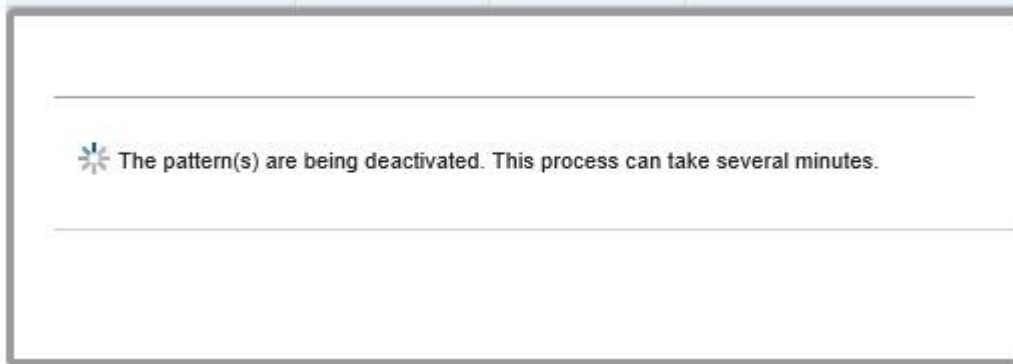 The pattern(s) are being deactivated. This process can take several minutes.